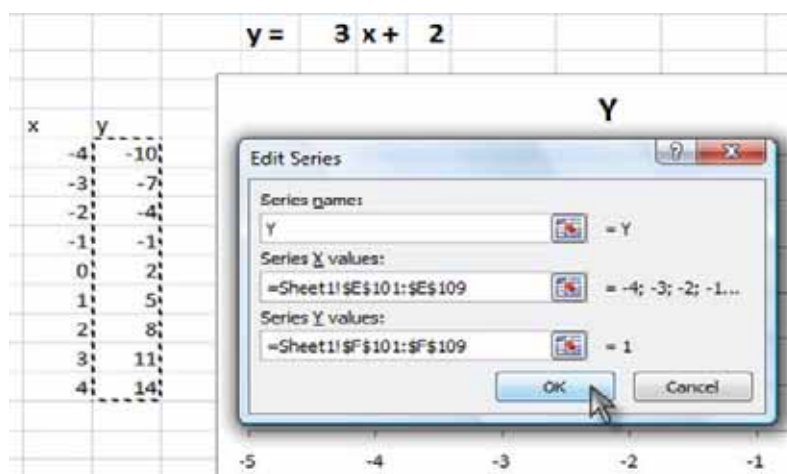 y = 3 x + 2
Y
x y
-4 -10
-3 -7
-2 -4
-1 -1
0 2
1 5
2 8
3 11
4 14
Edit Series
Series name:
Y = Y
Series X values:
=Sheet1!$E$101:$E$109 = -4; -3; -2; -1...
Series Y values:
=Sheet1!$F$101:$F$109 = 1
OK Cancel
-5 -4 -3 -2 -1